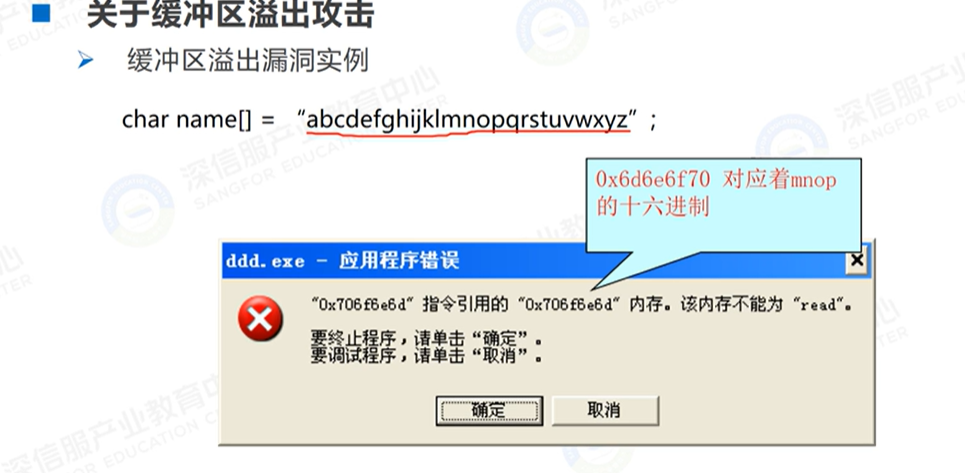 关于缓冲区溢出攻击
缓冲区溢出漏洞实例
char name[] = “abcdefghijklmnopqrstuvwxyz”;
0x6d6e6f70 对应着mnop
的十六进制
ddd.exe - 应用程序错误
"0x706f6e6d" 指令引用的 "0x706f6e6d" 内存。该内存不能为 "read"。
要终止程序，请单击“确定”。
要调试程序，请单击“取消”。
确定
取消
深信服产业教育中心
SANGFOR EDUCATION CENTER